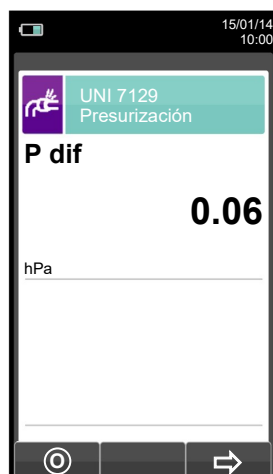 15/01/14
10:00
UNI 7129
Presurización
P dif
0.06
hPa